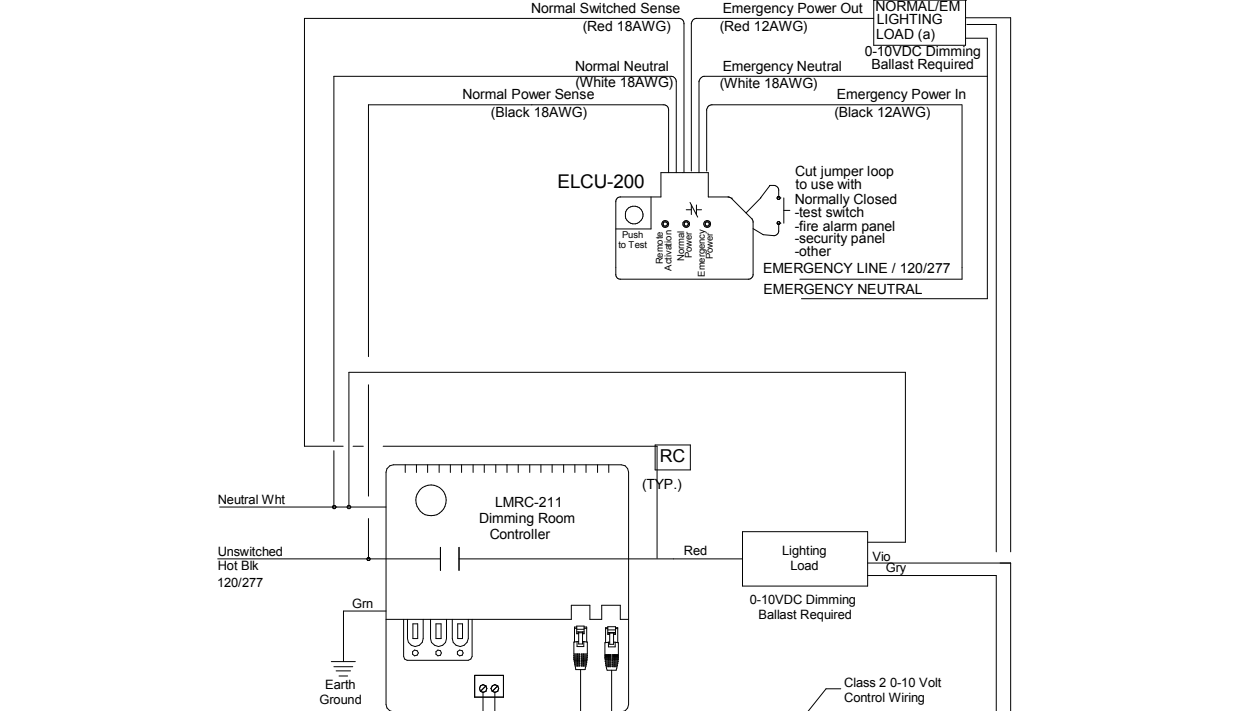 Normal Switched Sense
(Red 18AWG)
Emergency Power Out
(Red 12AWG)
NORMAL/EM
LIGHTING
LOAD (a)
0-10VDC Dimming
Ballast Required
Normal Neutral
(White 18AWG)
Emergency Neutral
(White 18AWG)
Normal Power Sense
(Black 18AWG)
Emergency Power In
(Black 12AWG)
ELCU-200
Push
to Test
Remote
Activation
Normal
Power
Emergency
Power
Cut jumper loop
to use with
Normally Closed
-test switch
-fire alarm panel
-security panel
-other
EMERGENCY LINE / 120/277
EMERGENCY NEUTRAL
RC
(TYP.)
Neutral Wht
LMRC-211
Dimming Room
Controller
Unswitched
Hot Blk
120/277
Red
Lighting
Load
Vio
Gry
0-10VDC Dimming
Ballast Required
Grn
Earth
Ground
Class 2 0-10 Volt
Control Wiring